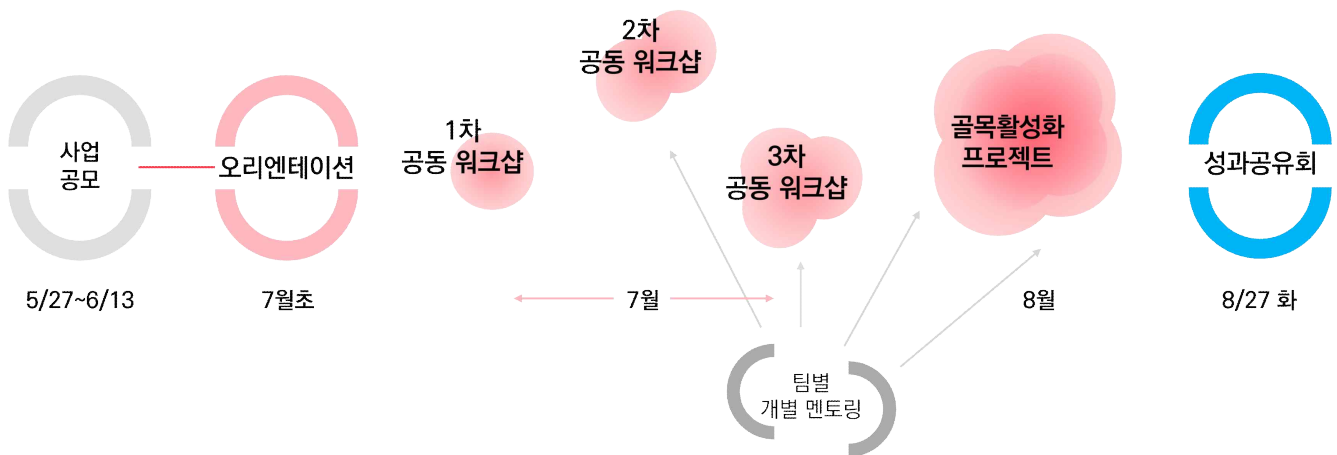 사업
공모
오리엔테이션
1차
공동 워크샵
2차
공동 워크샵
3차
공동 워크샵
골목활성화
프로젝트
성과공유회
5/27~6/13
7월초
7월
8월
8/27 화
팀별
개별 멘토링